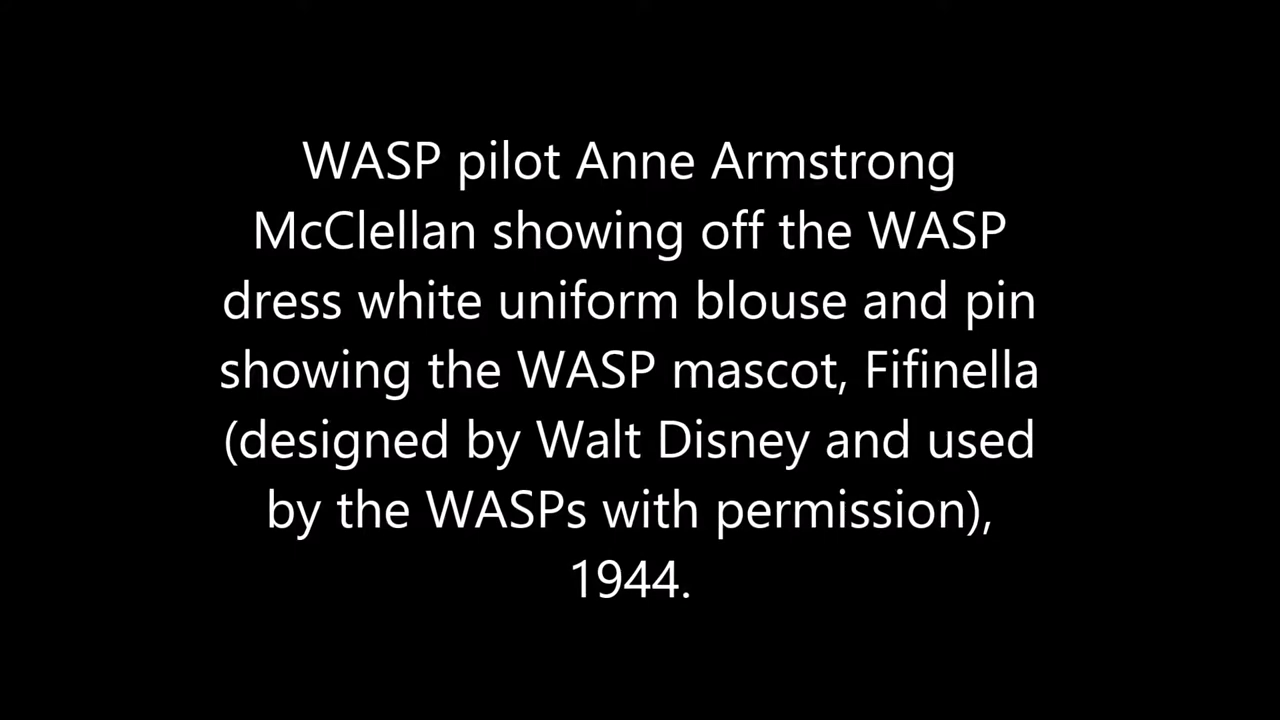 WASP pilot Anne Armstrong
McClellan showing off the WASP
dress white uniform blouse and pin
showing the WASP mascot, Fifinella
(designed by Walt Disney and used
by the WASPs with permission),
1944.